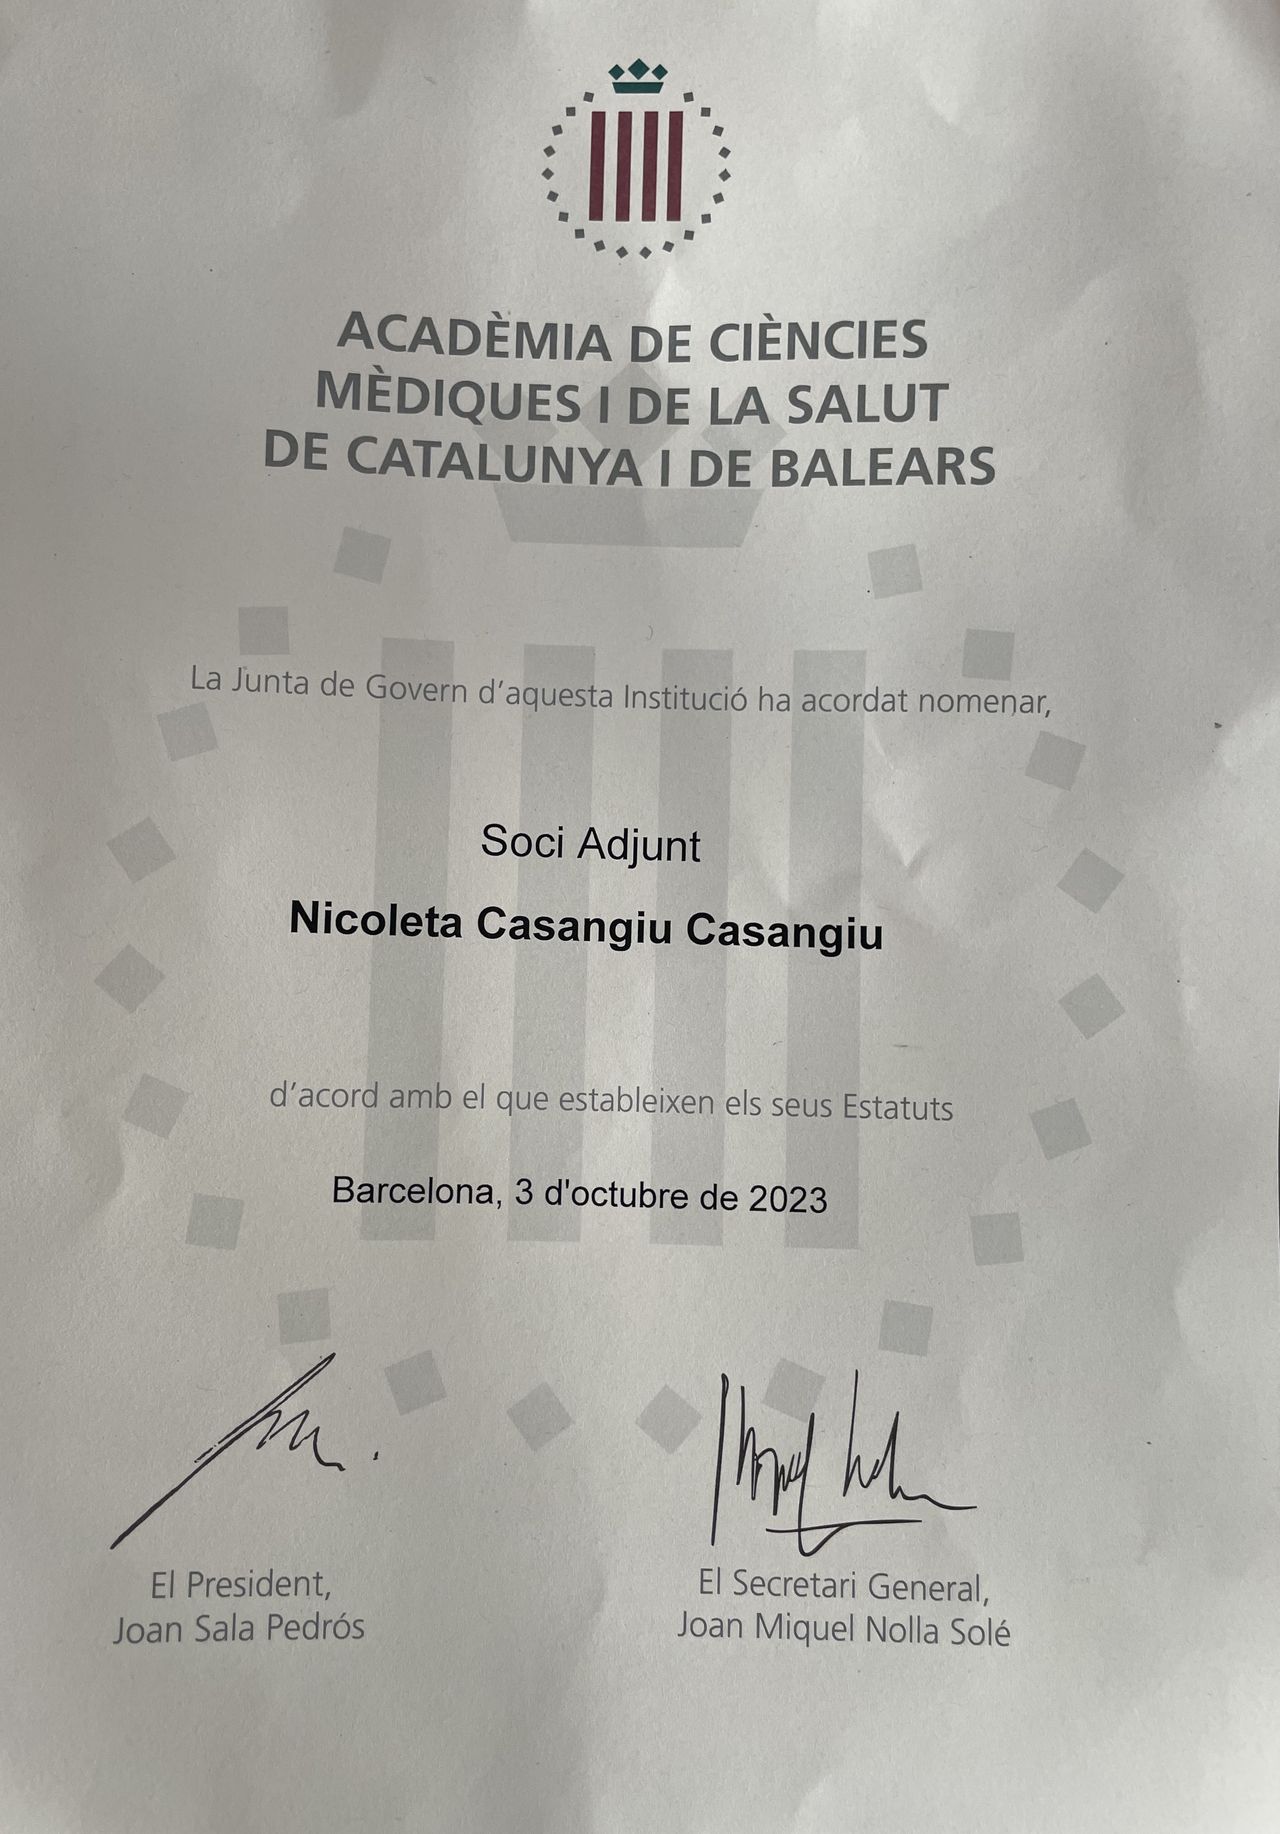 ACADÈMIA DE CIÈNCIES
MÈDIQUES I DE LA SALUT
DE CATALUNYA I DE BALEARS
La Junta de Govern d’aquesta Institució ha acordat nomenar,
Soci Adjunt
Nicoleta Casangiu Casangiu
d’acord amb el que estableixen els seus Estatuts
Barcelona, 3 d'octubre de 2023
El President,
Joan Sala Pedrós
El Secretari General,
Joan Miquel Nolla Solé